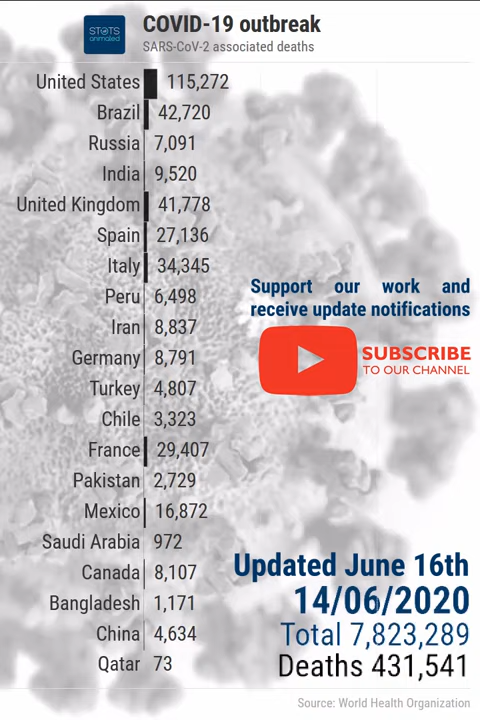 STATS
animated
COVID-19 outbreak
SARS-CoV-2 associated deaths
United States 115,272
Brazil 42,720
Russia 7,091
India 9,520
United Kingdom 41,778
Spain 27,136
Italy 34,345
Peru 6,498
Iran 8,837
Germany 8,791
Turkey 4,807
Chile 3,323
France 29,407
Pakistan 2,729
Mexico 16,872
Saudi Arabia 972
Canada 8,107
Bangladesh 1,171
China 4,634
Qatar 73
Support our work and
receive update notifications
SUBSCRIBE
TO OUR CHANNEL
Updated June 16th
14/06/2020
Total 7,823,289
Deaths 431,541
Source: World Health Organization